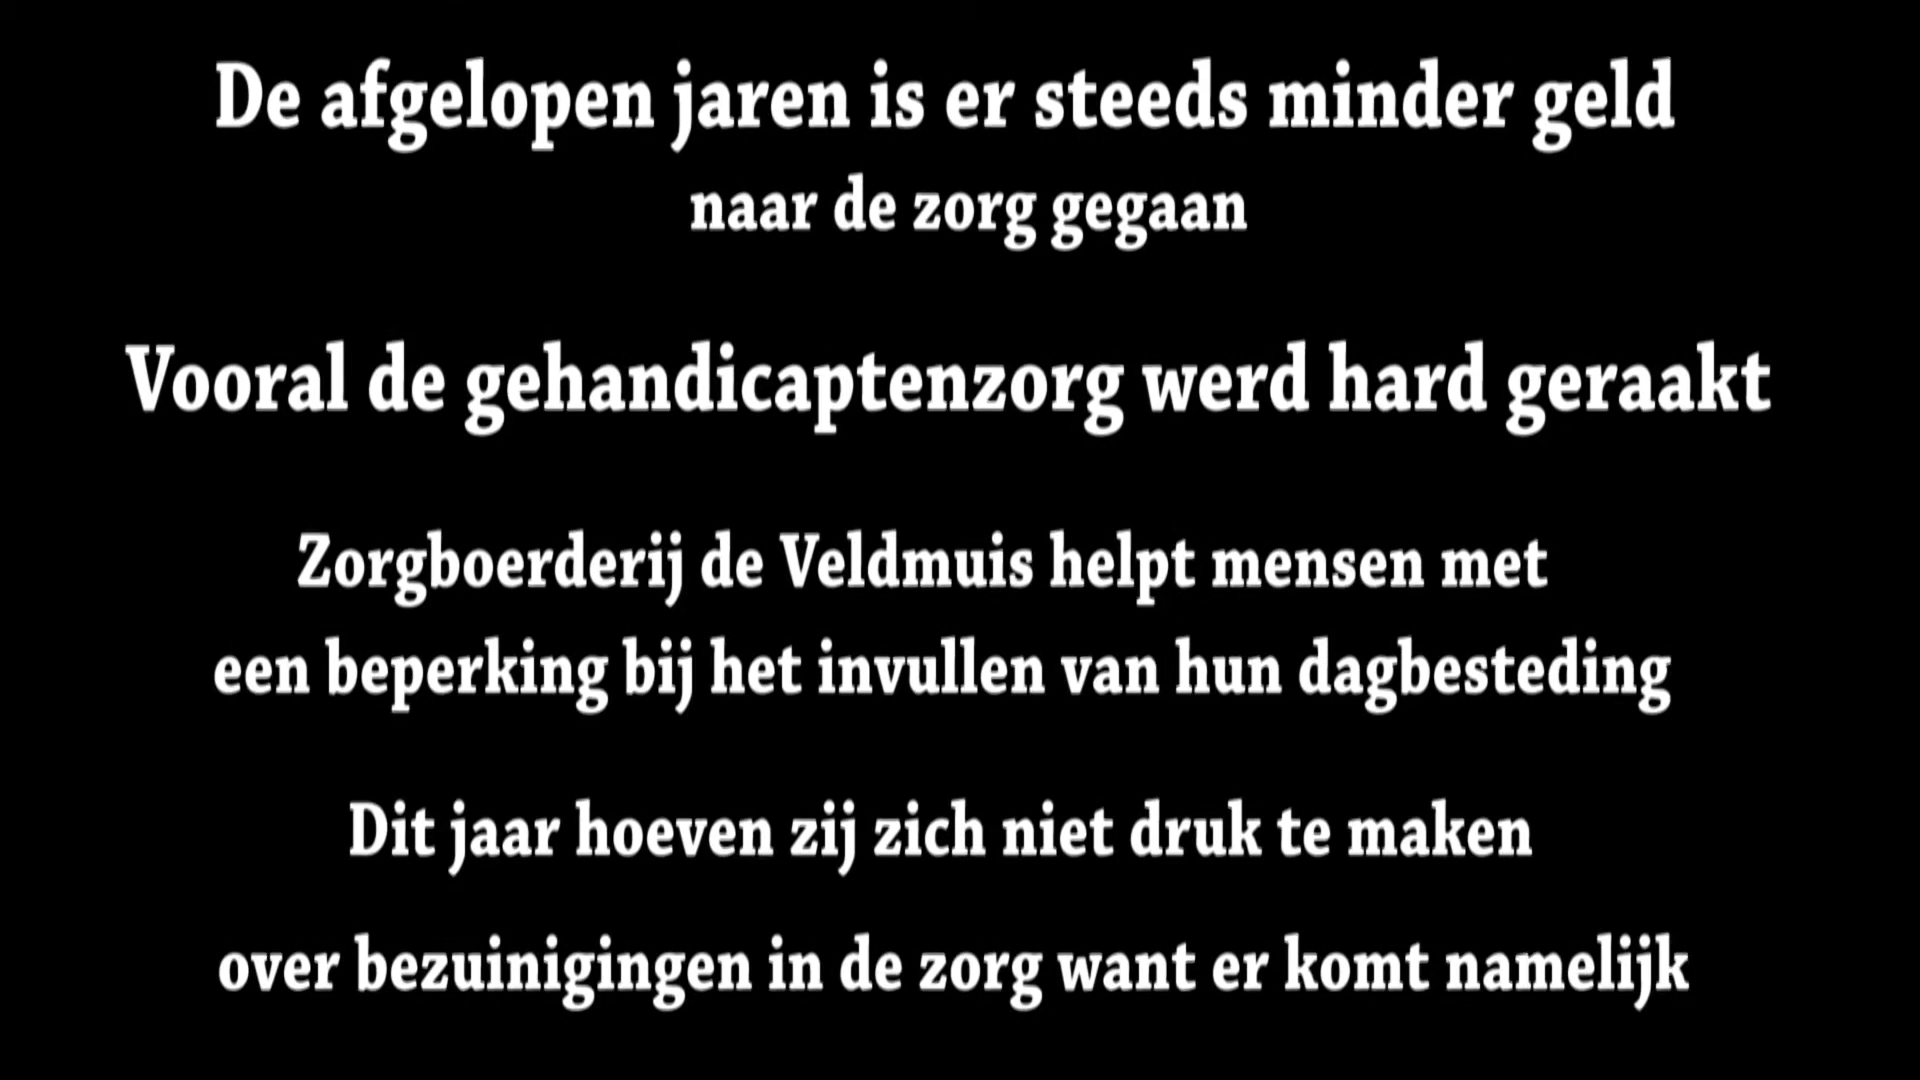 De afgelopen jaren is er steeds minder geld
naar de zorg gegaan
Vooral de gehandicaptenzorg werd hard geraakt
Zorgboerderij de Veldmuis helpt mensen met
een beperking bij het invullen van hun dagbesteding
Dit jaar hoeven zij zich niet druk te maken
over bezuinigingen in de zorg want er komt namelijk